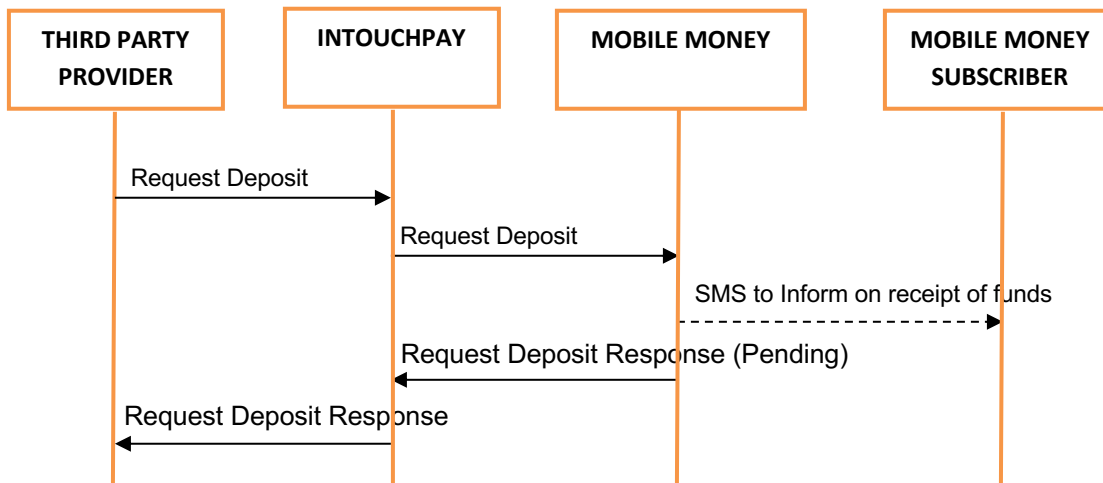 THIRD PARTY
PROVIDER
INTOUCHPAY
MOBILE MONEY
MOBILE MONEY
SUBSCRIBER
Request Deposit
Request Deposit
SMS to Inform on receipt of funds
Request Deposit Response (Pending)
Request Deposit Response